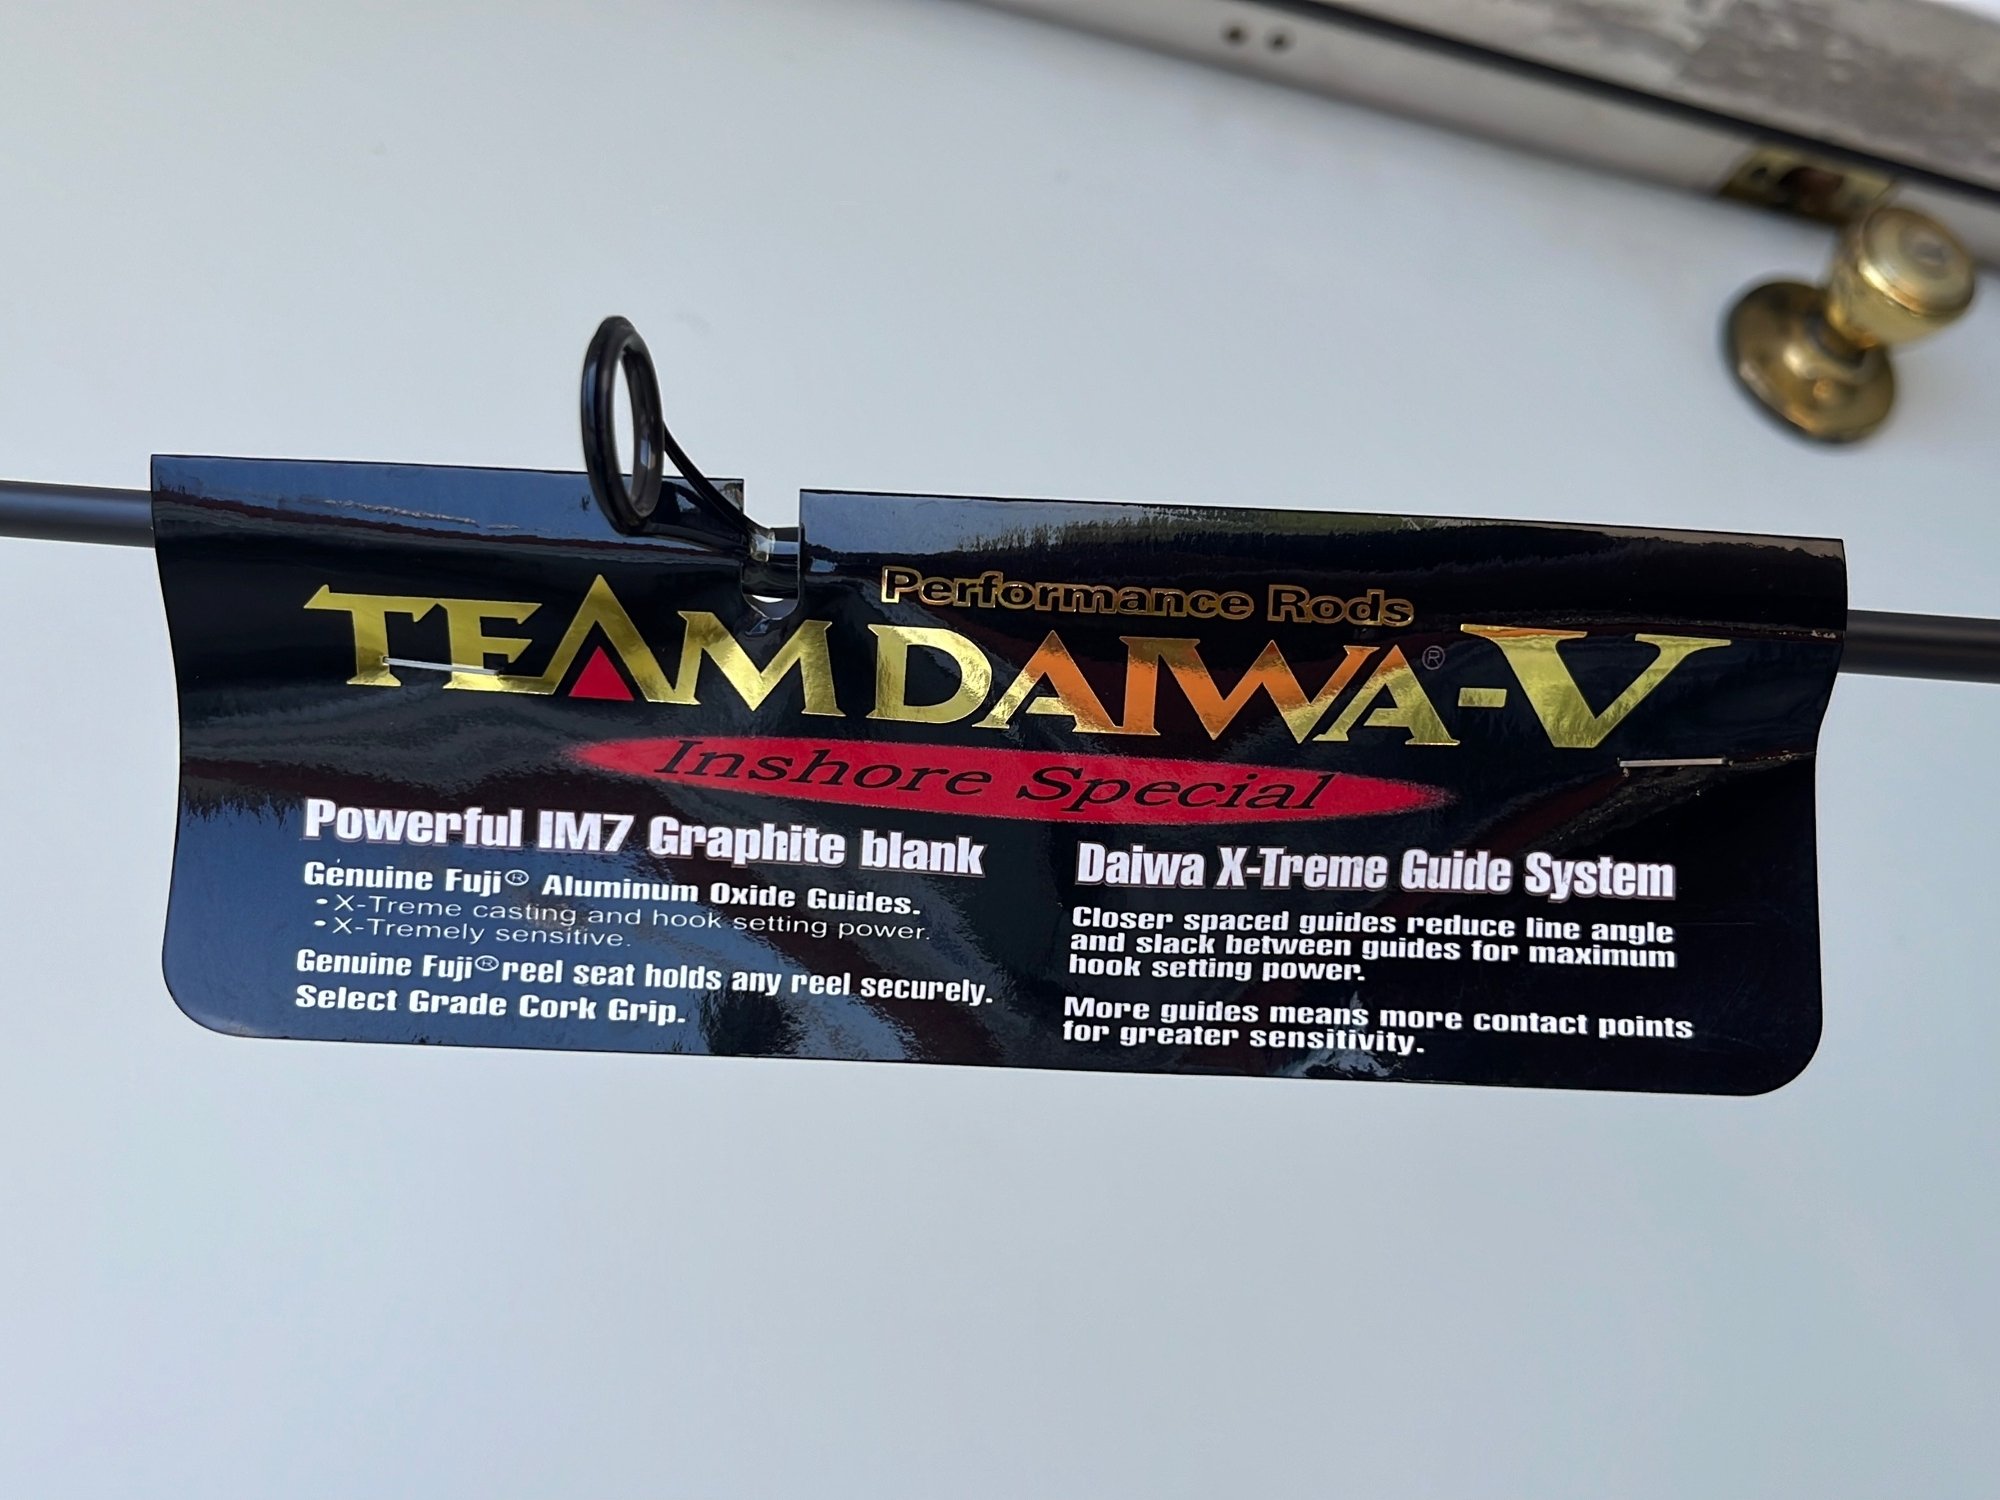 Performance Rods
TEAM DAIWA®-V
Inshore Special
Powerful IM7 Graphite blank
Genuine Fuji® Aluminum Oxide Guides.
• X-Treme casting and hook setting power.
• X-Tremely sensitive.
Genuine Fuji® reel seat holds any reel securely.
Select Grade Cork Grip.
Daiwa X-Treme Guide System
Closer spaced guides reduce line angle
and slack between guides for maximum
hook setting power.
More guides means more contact points
for greater sensitivity.